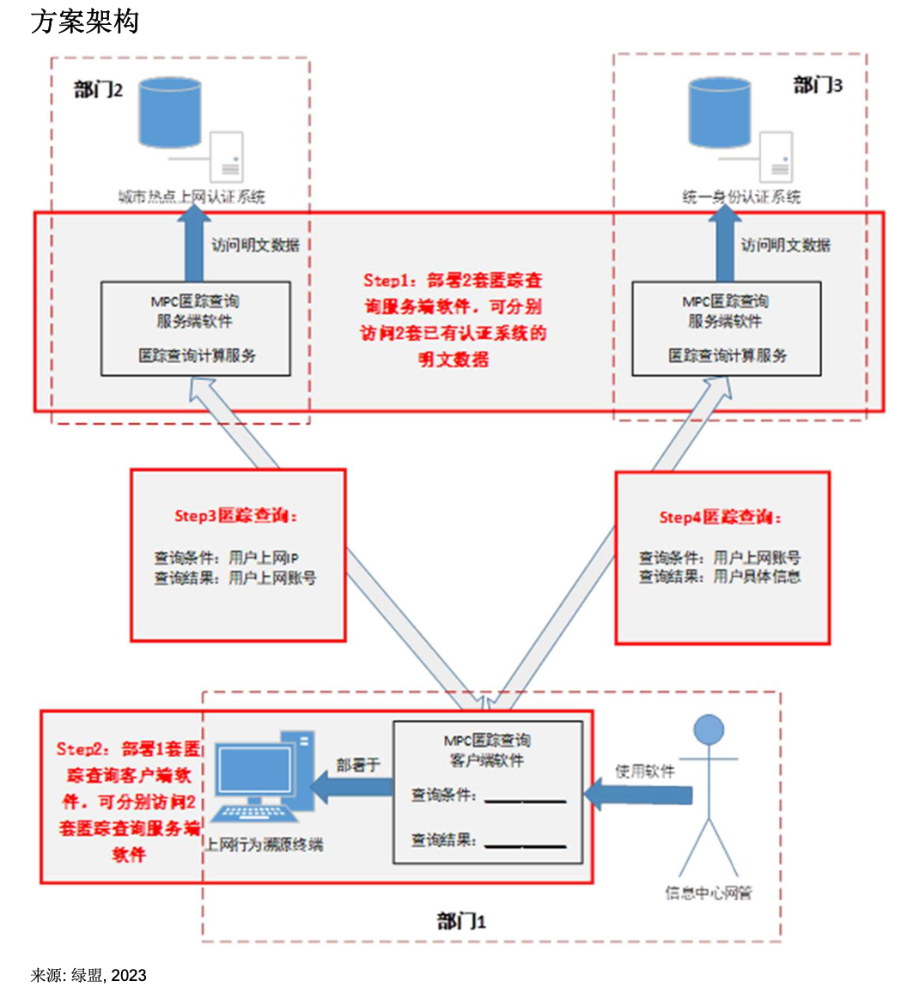 方案架构
部门2
城市热点上网认证系统
访问明文数据
MPC匿踪查询
服务端软件
匿踪查询计算服务
部门3
统一身份认证系统
访问明文数据
MPC匿踪查询
服务端软件
匿踪查询计算服务
Step1：部署2套匿踪查
询服务端软件，可分别
访问2套已有认证系统的
明文数据
Step3匿踪查询：
查询条件：用户上网IP
查询结果：用户上网账号
Step4匿踪查询：
查询条件：用户上网账号
查询结果：用户具体信息
Step2：部署1套匿
踪查询客户端软
件，可分别访问2
套匿踪查询服务端
软件
上网行为溯源终端
部署于
MPC匿踪查询
客户端软件
查询条件：
查询结果：
使用软件
信息中心网管
部门1
来源: 绿盟, 2023